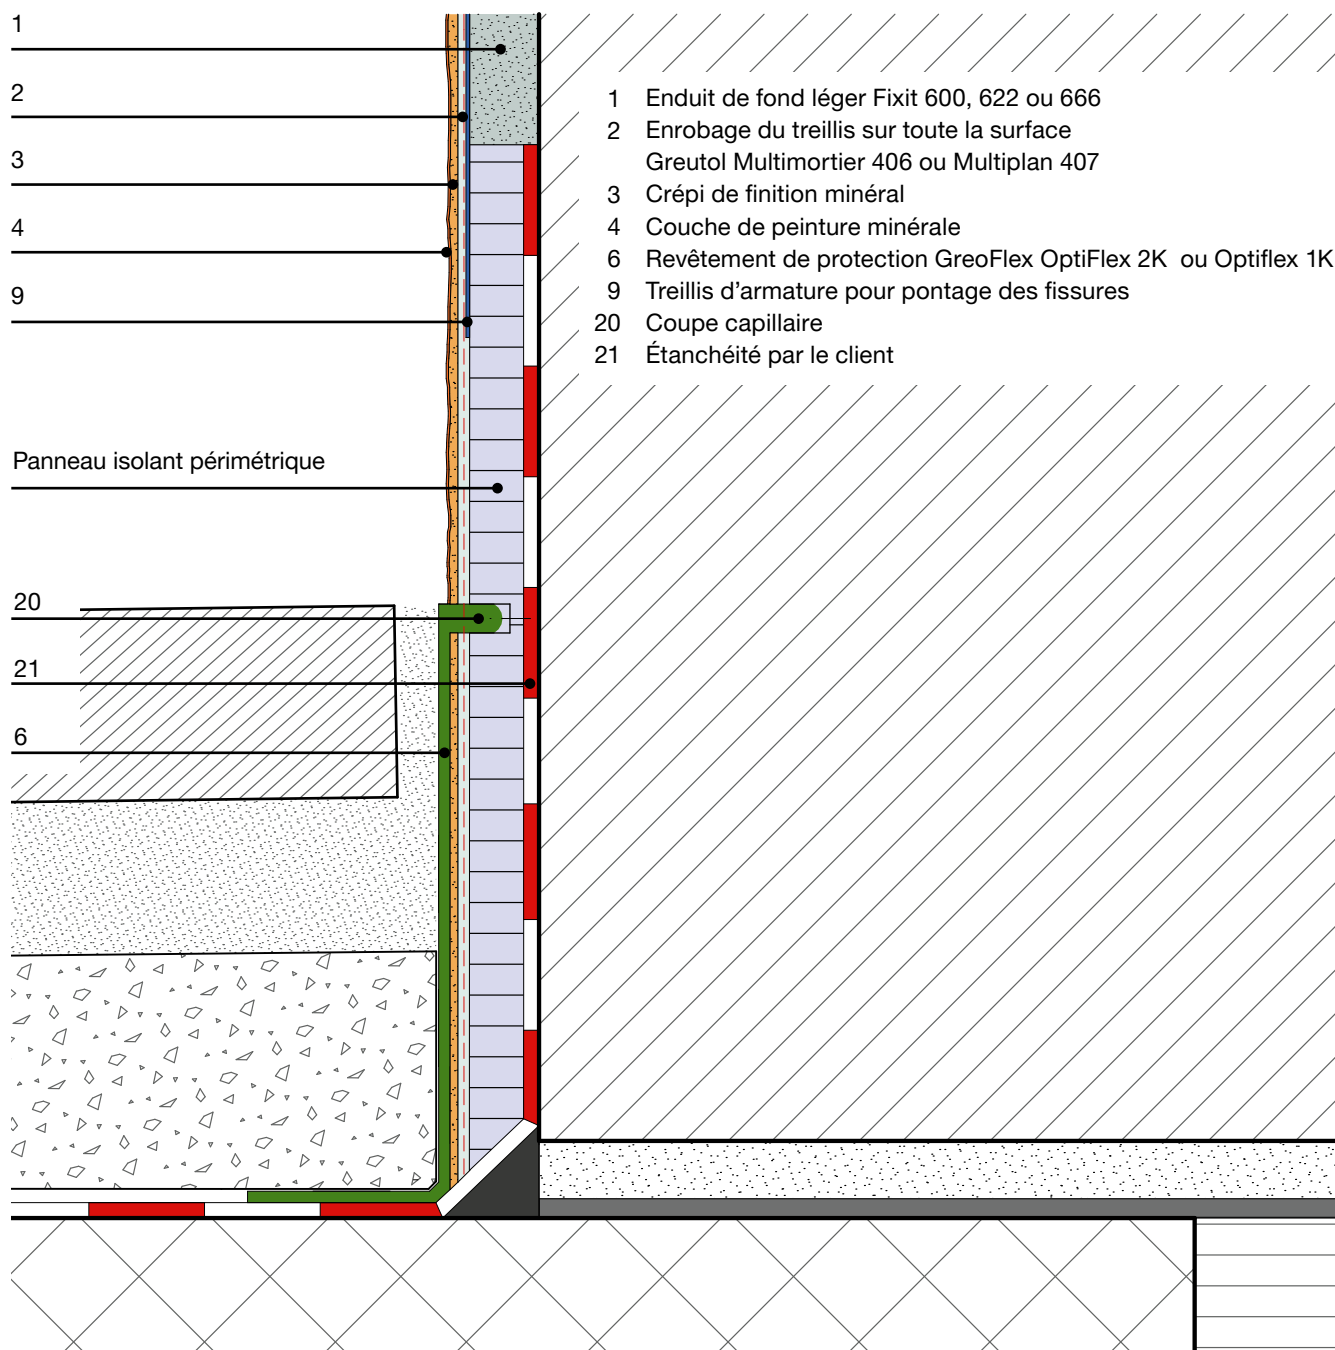 1
2
3
4
9
Panneau isolant périmétrique
20
21
6
1 Enduit de fond léger Fixit 600, 622 ou 666
2 Enrobage du treillis sur toute la surface
Greutol Multimortier 406 ou Multiplan 407
3 Crépi de finition minéral
4 Couche de peinture minérale
6 Revêtement de protection GreoFlex OptiFlex 2K ou Optiflex 1K
9 Treillis d’armature pour pontage des fissures
20 Coupe capillaire
21 Étanchéité par le client